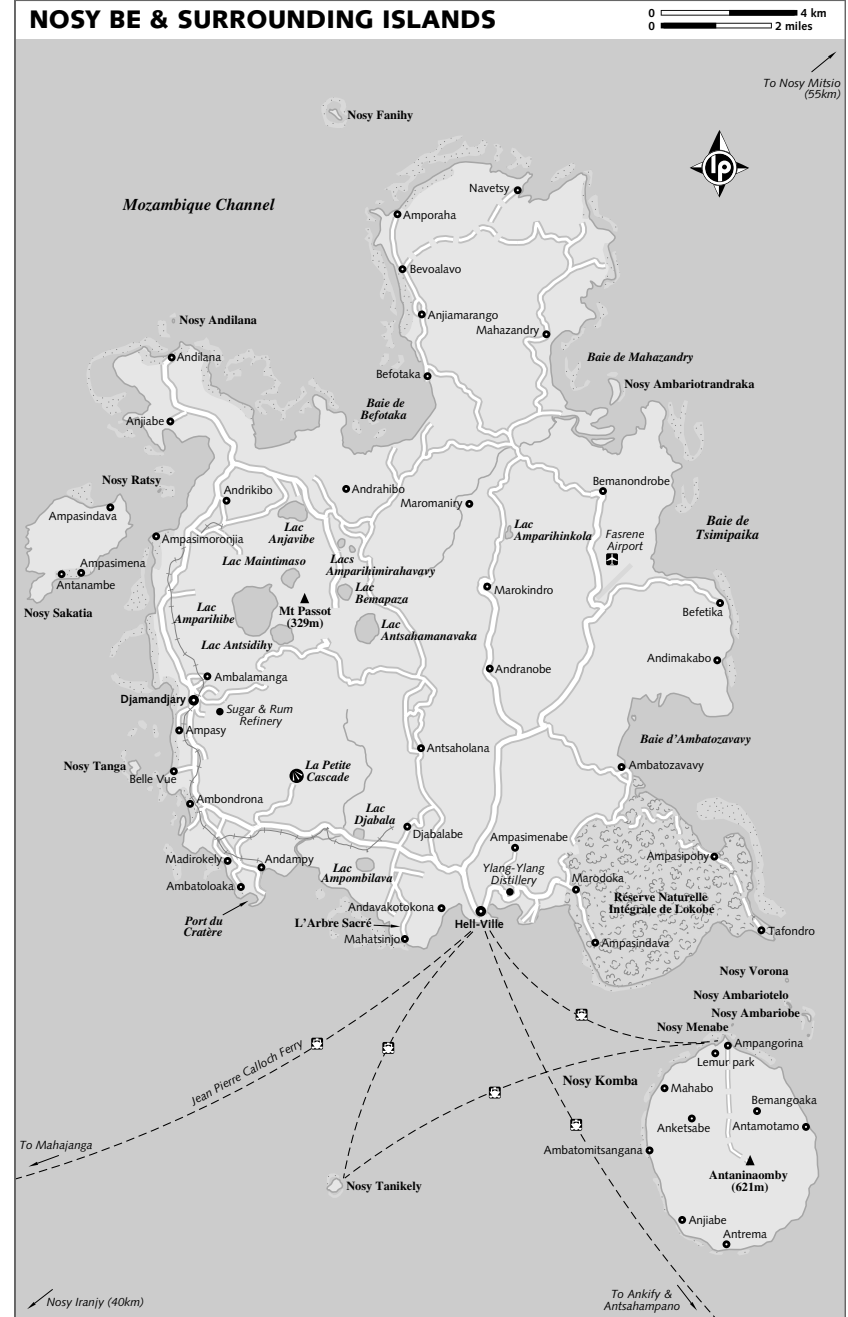 NOSY BE & SURROUNDING ISLANDS
0 4 km
0 2 miles
To Nosy Mitsio
(55km)
Nosy Fanihy
lp
Mozambique Channel
Navetsy
Amporaha
Bevoalavo
Anjiamarango
Mahazandry
Nosy Andilana
Andilana
Baie de Mahazandry
Befotaka
Nosy Ambariotrandraka
Baie de
Befotaka
Anjiabe
Nosy Ratsy
Andrikibo
Andrahibo
Maromaniry
Bemanondrobe
Ampasindava
Lac
Anjavibe
Lac
Amparihinkola
Fasrene
Airport
Baie de
Tsimipaika
Ampasimoronjia
Lac Maintimaso
Lacs
Amparihimirahavavy
Ampasimena
Antanambe
Nosy Sakatia
Lac
Bemapaza
Marokindro
Lac
Amparihibe
Mt Passot
(329m)
Befetika
Lac
Antsahamanavaka
Lac Antsidihy
Andimakabo
Ambalamanga
Andranobe
Djamandjary
Sugar & Rum
Refinery
Ampasy
Baie d'Ambatozavavy
Antsaholana
Nosy Tanga
Belle Vue
La Petite
Cascade
Ambatozavavy
Ambondrona
Lac
Djabala
Djabalabe
Ampasimenabe
Madirokely
Andampy
Lac
Ampombilava
Ylang-Ylang
Distillery
Ampasipohy
Ambatoloaka
Marodoka
Réserve Naturelle
Intégrale de Lokobe
Port du
Cratère
Andavakotokona
L'Arbre Sacré
Hell-Ville
Mahatsinjo
Tafondro
Ampasindava
Nosy Vorona
Nosy Ambariotelo
Nosy Ambariobe
Nosy Menabe
Ampangorina
Lemur park
Jean Pierre Calloch Ferry
Nosy Komba
Mahabo
Bemangoaka
Anketsabe
Antamotamo
To Mahajanga
Ambatomitsangana
Antaninaomby
(621m)
Nosy Tanikely
Anjiabe
Antrema
Nosy Iranjy (40km)
To Ankify &
Antsahampano